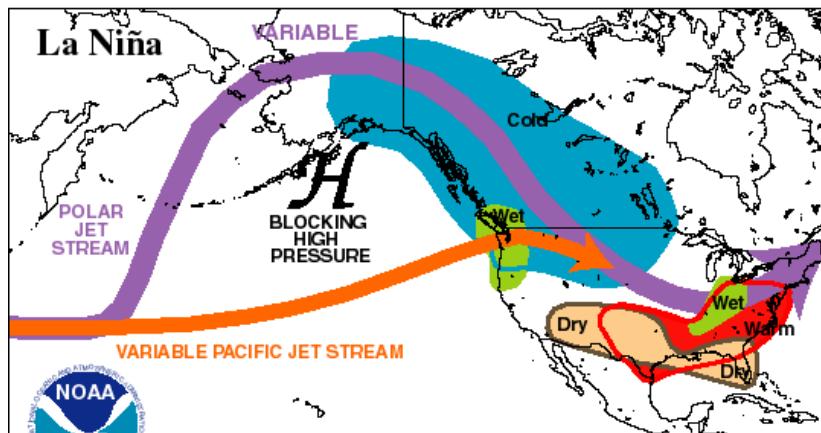 La Niña
VARIABLE
Cold
POLAR
JET
STREAM
H
Wet
BLOCKING
HIGH
PRESSURE
Wet
Dry
Warm
VARIABLE PACIFIC JET STREAM
Dry
NOAA